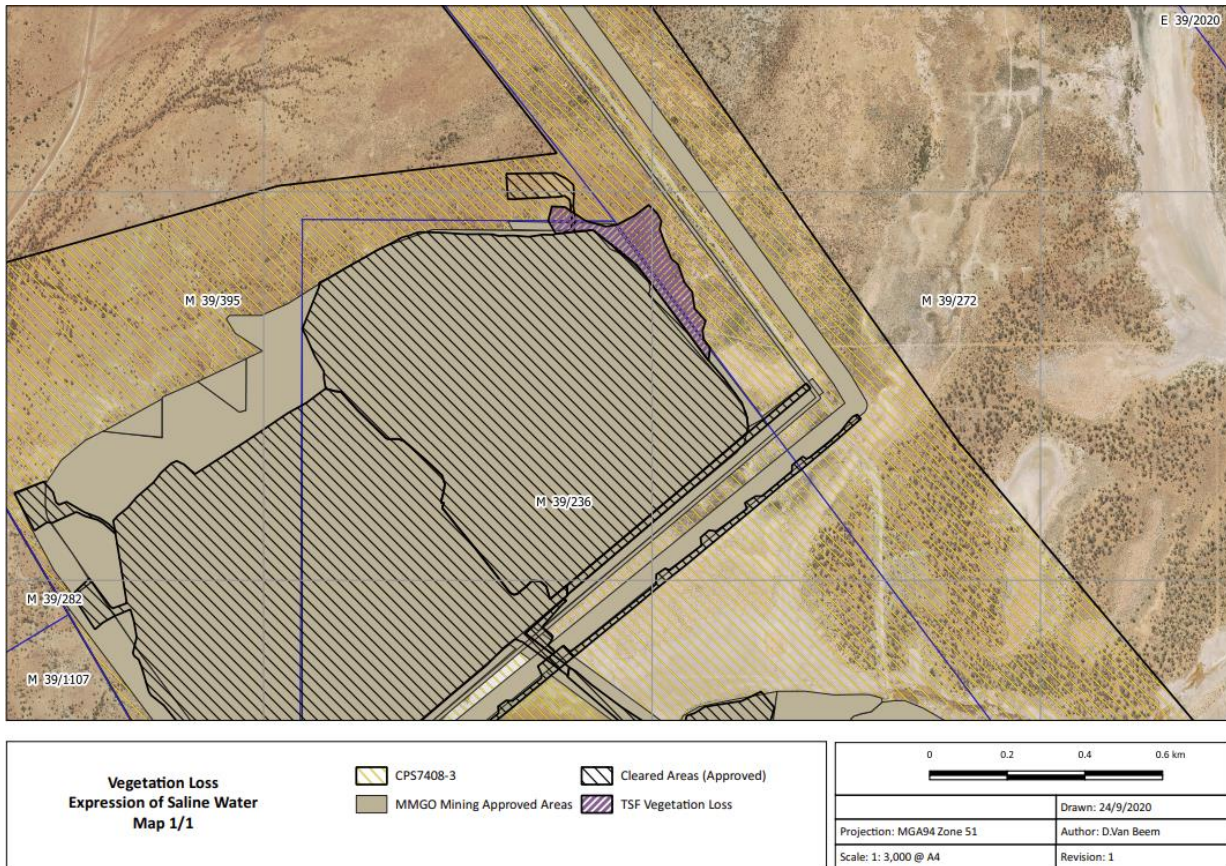 E 39/2020
M 39/395
M 39/272
M 39/236
M 39/282
M 39/1107
Vegetation Loss
Expression of Saline Water
Map 1/1
CPS7408-3
Cleared Areas (Approved)
MMGO Mining Approved Areas
TSF Vegetation Loss
0 0.2 0.4 0.6 km
Drawn: 24/9/2020
Projection: MGA94 Zone 51
Author: D.Van Beem
Scale: 1: 3,000 @ A4
Revision: 1